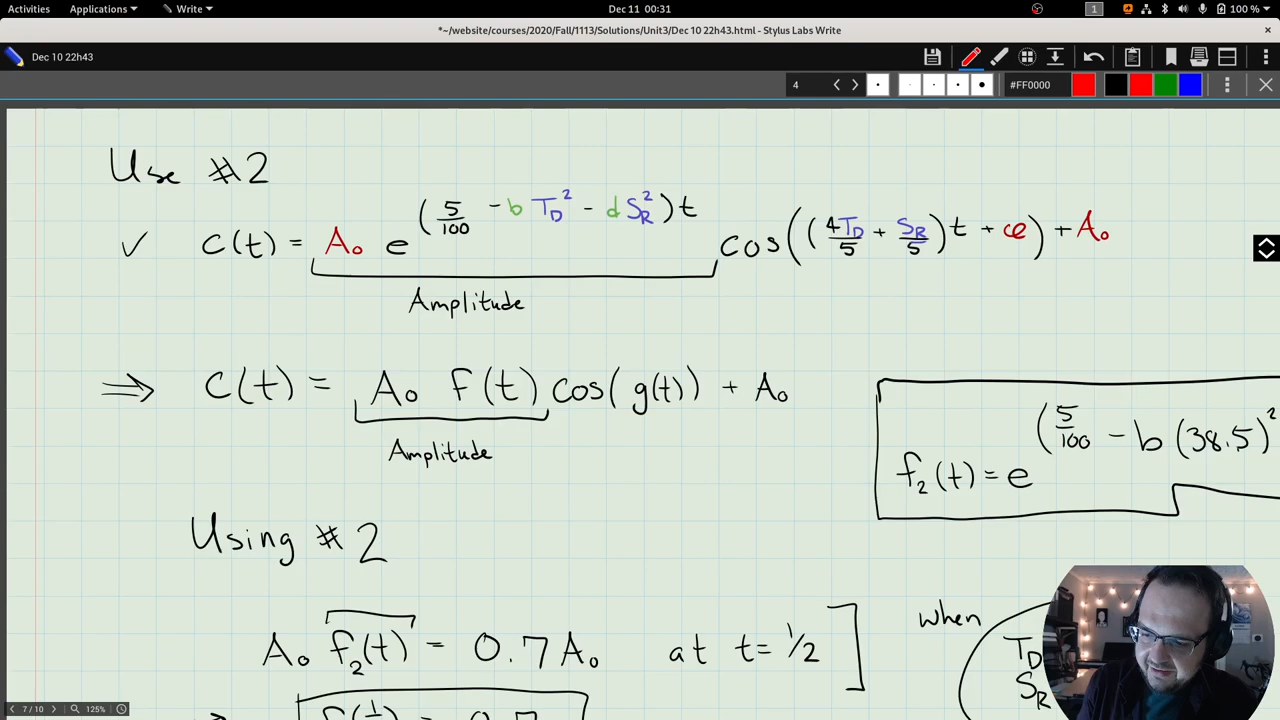 Activities Applications Write Dec 11 00:31 1 100 %
*~/website/courses/2020/Fall/1113/Solutions/Unit3/Dec 10 22h43.html - Stylus Labs Write
Dec 10 22h43
4 #FF0000
Use #2
✓ C(t) = A₀ e^((5/100 - b T_D² - d S_R²)t) cos((4T_D/5 + S_R/5)t + φ) + A₀
Amplitude
⇒ C(t) = A₀ f(t) cos(g(t)) + A₀
Amplitude
f₂(t) = e^(5/100 - b (38.5)²
Using #2
A₀ f₂(t) = 0.7 A₀ at t = 1/2 ]
when
T_D
S_R
7 / 10 125%